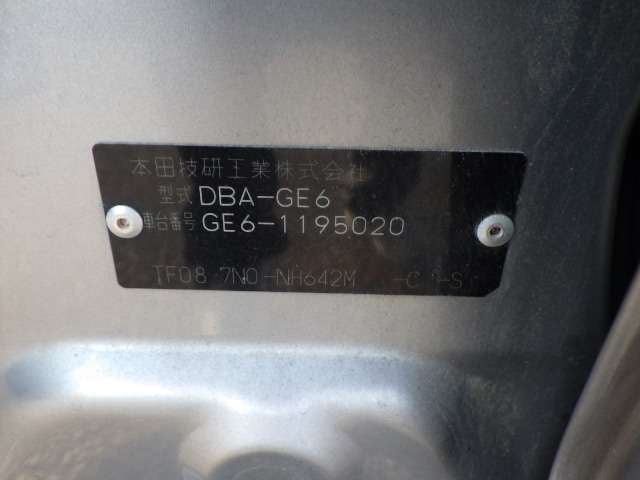 本田技研工業株式会社
型式 DBA-GE6
車台番号 GE6-1195020
TF08 7N0-NH642M -C -S